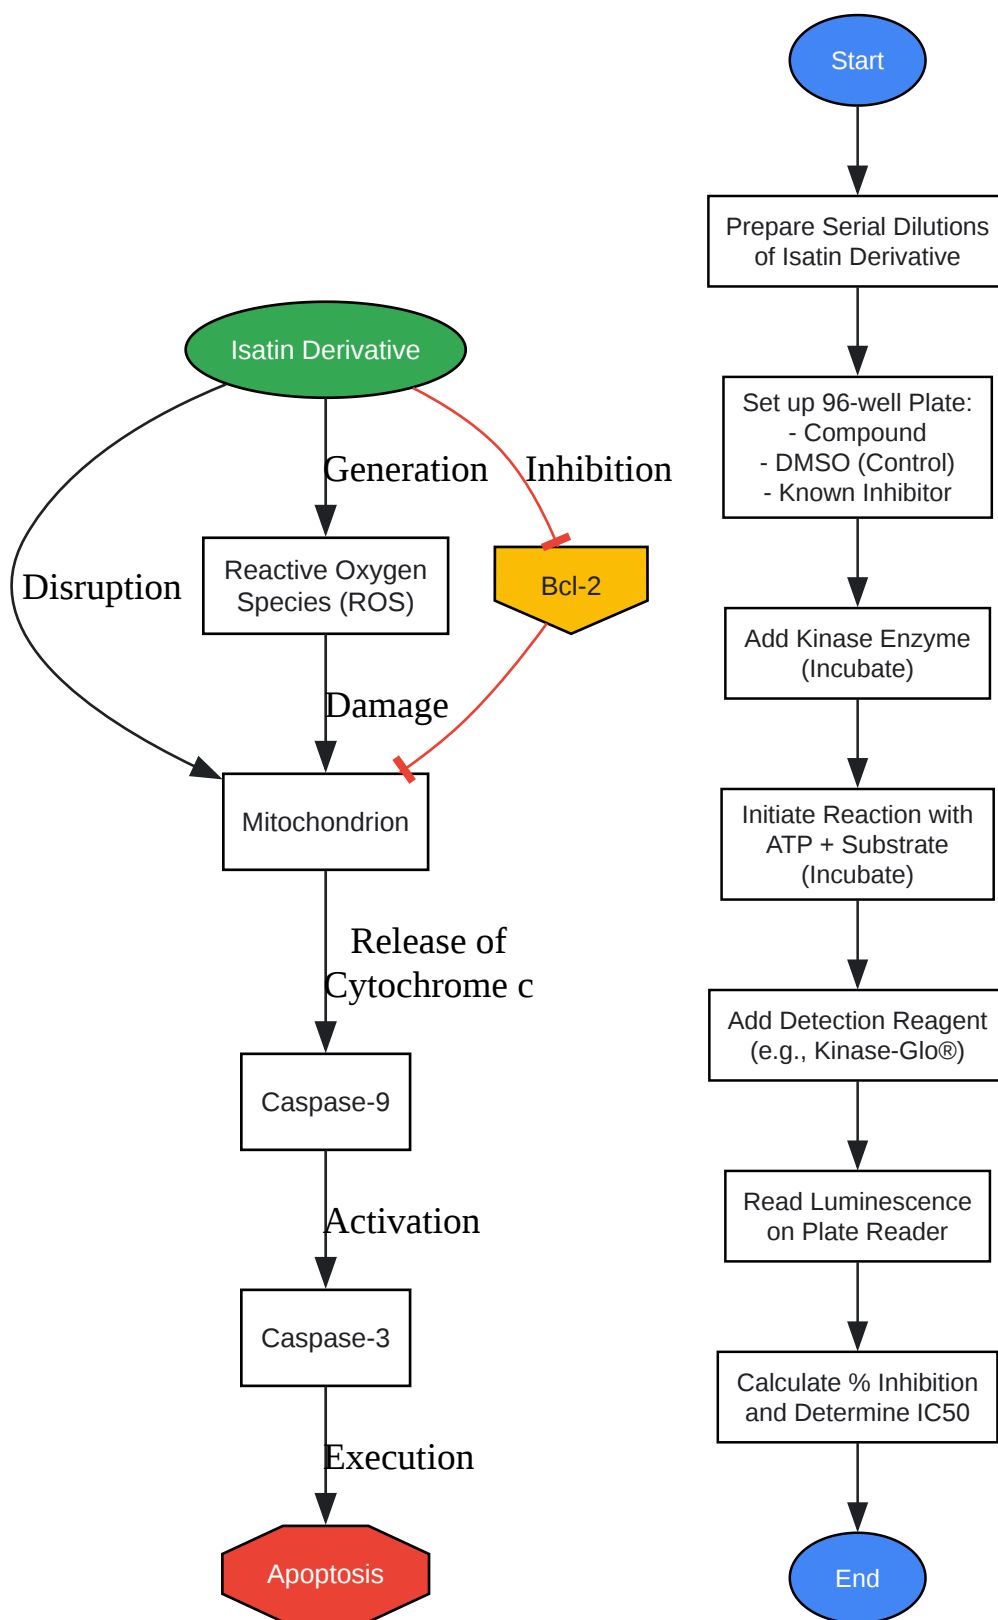 Isatin Derivative
Generation
Inhibition
Disruption
Reactive Oxygen
Species (ROS)
Bcl-2
Damage
Mitochondrion
Release of
Cytochrome c
Caspase-9
Activation
Caspase-3
Execution
Apoptosis
Start
Prepare Serial Dilutions
of Isatin Derivative
Set up 96-well Plate:
- Compound
- DMSO (Control)
- Known Inhibitor
Add Kinase Enzyme
(Incubate)
Initiate Reaction with
ATP + Substrate
(Incubate)
Add Detection Reagent
(e.g., Kinase-Glo®)
Read Luminescence
on Plate Reader
Calculate % Inhibition
and Determine IC50
End